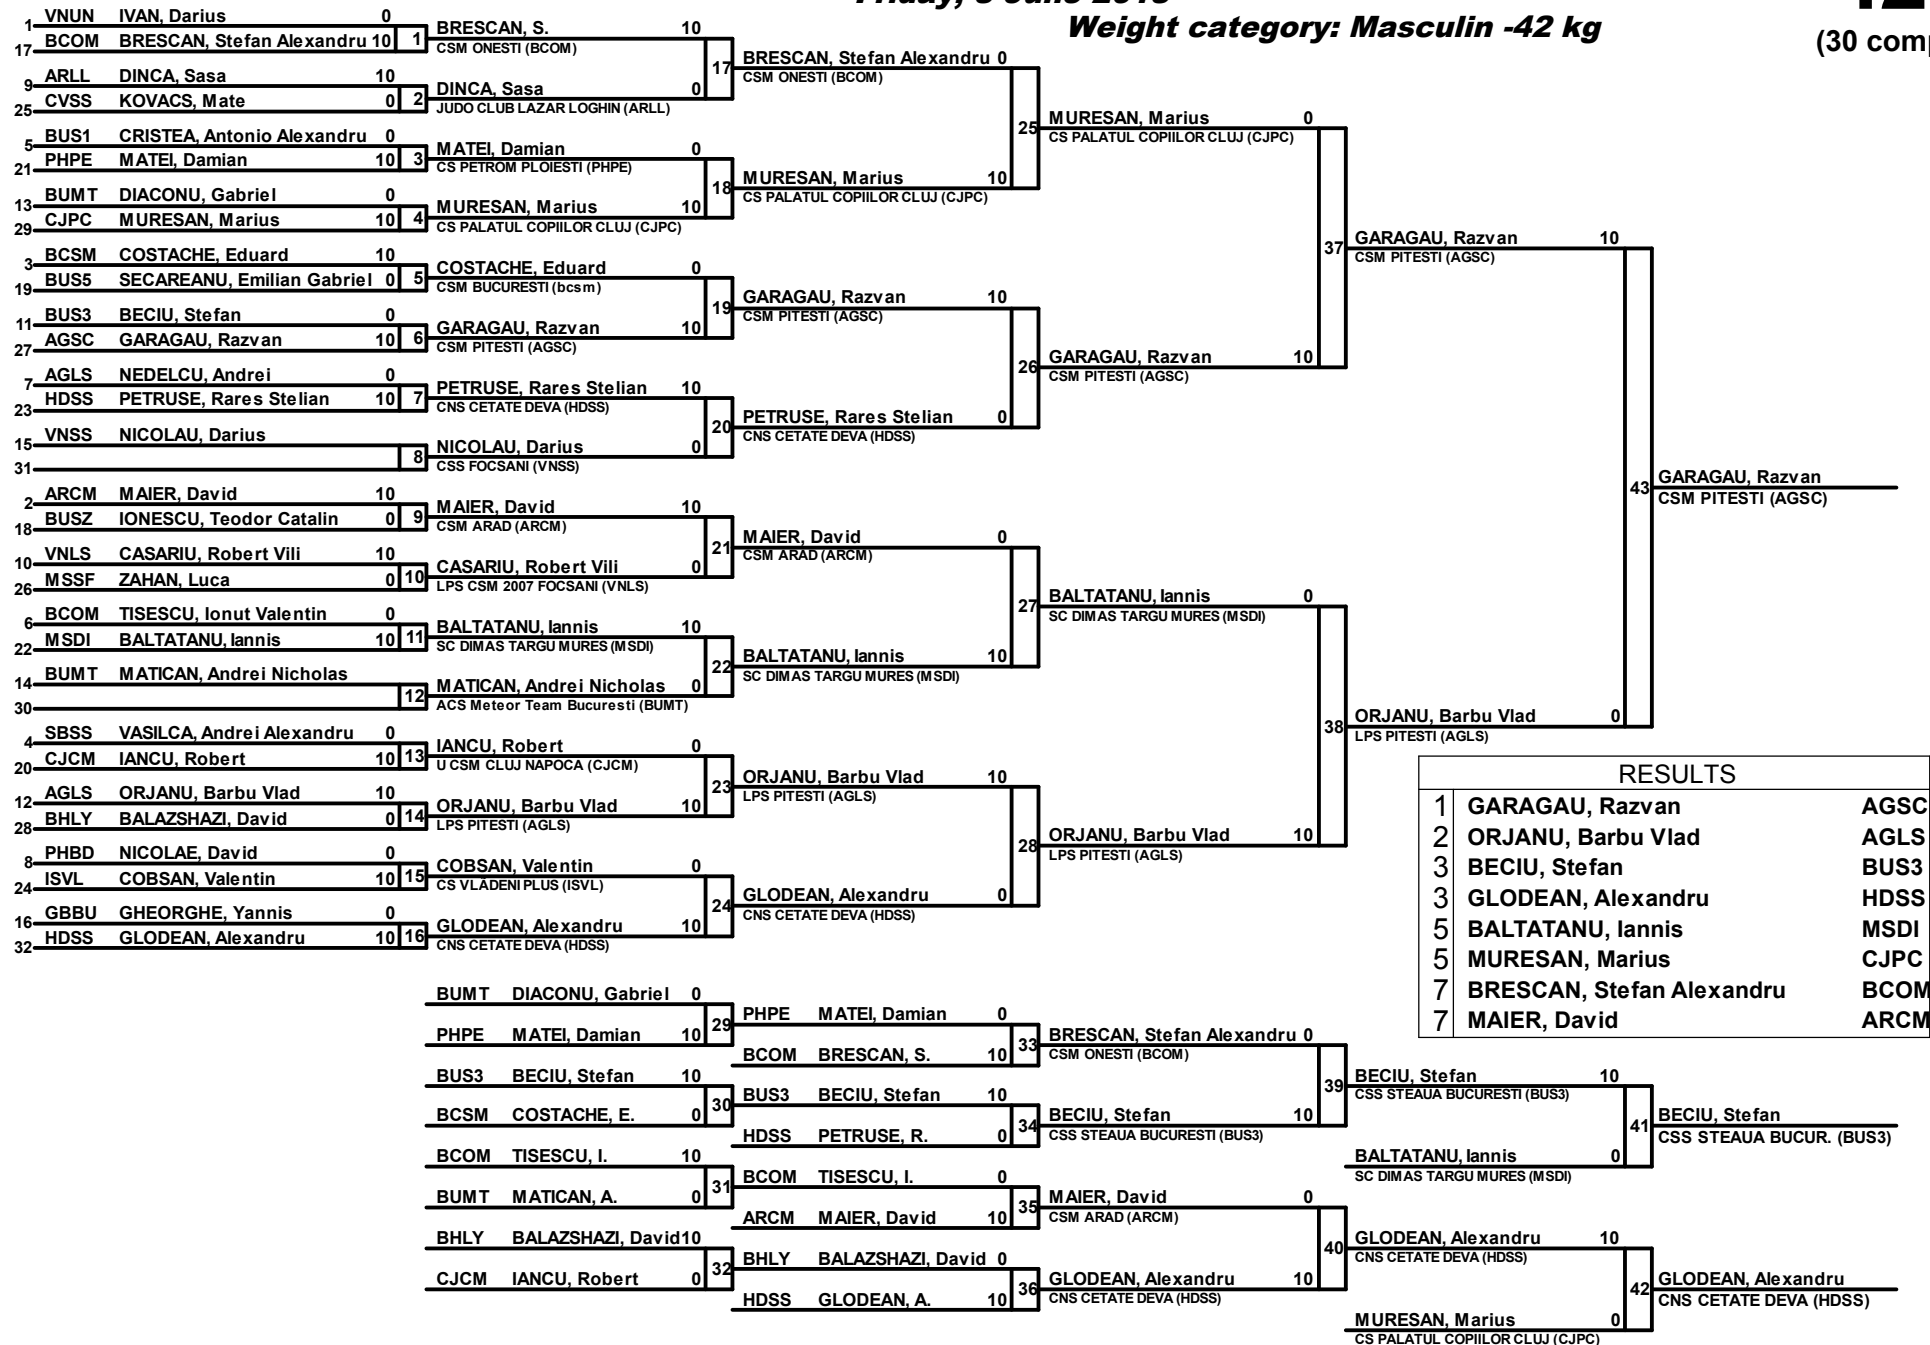 Weight category: Masculin -42 kg
(30 comp
1 VNUN IVAN, Darius 0
17 BCOM BRESCAN, Stefan Alexandru 10 1
9 ARLL DINCA, Sasa 10
25 CVSS KOVACS, Mate 0 2
5 BUS1 CRISTEA, Antonio Alexandru 0
21 PHPE MATEI, Damian 10 3
13 BUMT DIACONU, Gabriel 0
29 CJPC MURESAN, Marius 10 4
3 BCSM COSTACHE, Eduard 10
19 BUS5 SECAREANU, Emilian Gabriel 0 5
11 BUS3 BECIU, Stefan 0
27 AGSC GARAGAU, Razvan 10 6
7 AGLS NEDELCU, Andrei 0
23 HDSS PETRUSE, Rares Stelian 10 7
15 VNSS NICOLAU, Darius
31 8
2 ARCM MAIER, David 10
18 BUSZ IONESCU, Teodor Catalin 0 9
10 VNLS CASARIU, Robert Vili 10
26 MSSF ZAHAN, Luca 0 10
6 BCOM TISESCU, Ionut Valentin 0
22 MSDI BALTATANU, Iannis 10 11
14 BUMT MATICAN, Andrei Nicholas
30 12
4 SBSS VASILCA, Andrei Alexandru 0
20 CJCM IANCU, Robert 10 13
12 AGLS ORJANU, Barbu Vlad 10
28 BHLY BALAZSHAZI, David 0 14
8 PHBD NICOLAE, David 0
24 ISVL COBSAN, Valentin 10 15
16 GBBU GHEORGHE, Yannis 0
32 HDSS GLODEAN, Alexandru 10 16
BRESCAN, S. 10
CSM ONESTI (BCOM)
17
DINCA, Sasa 0
JUDO CLUB LAZAR LOGHIN (ARLL)
MATEI, Damian 0
CS PETROM PLOIESTI (PHPE)
18
MURESAN, Marius 10
CS PALATUL COPIILOR CLUJ (CJPC)
COSTACHE, Eduard 0
CSM BUCURESTI (bcsm)
19
GARAGAU, Razvan 10
CSM PITESTI (AGSC)
PETRUSE, Rares Stelian 10
CNS CETATE DEVA (HDSS)
20
NICOLAU, Darius 0
CSS FOCSANI (VNSS)
MAIER, David 10
CSM ARAD (ARCM)
21
CASARIU, Robert Vili 0
LPS CSM 2007 FOCSANI (VNLS)
BALTATANU, Iannis 10
SC DIMAS TARGU MURES (MSDI)
22
MATICAN, Andrei Nicholas 0
ACS Meteor Team Bucuresti (BUMT)
IANCU, Robert 0
U CSM CLUJ NAPOCA (CJCM)
23
ORJANU, Barbu Vlad 10
LPS PITESTI (AGLS)
COBSAN, Valentin 0
CS VLĂDENI PLUS (ISVL)
24
GLODEAN, Alexandru 10
CNS CETATE DEVA (HDSS)
BRESCAN, Stefan Alexandru 0
CSM ONESTI (BCOM)
25
MURESAN, Marius 10
CS PALATUL COPIILOR CLUJ (CJPC)
GARAGAU, Razvan 10
CSM PITESTI (AGSC)
26
PETRUSE, Rares Stelian 0
CNS CETATE DEVA (HDSS)
MAIER, David 0
CSM ARAD (ARCM)
27
BALTATANU, Iannis 10
SC DIMAS TARGU MURES (MSDI)
ORJANU, Barbu Vlad 10
LPS PITESTI (AGLS)
28
GLODEAN, Alexandru 0
CNS CETATE DEVA (HDSS)
MURESAN, Marius 0
CS PALATUL COPIILOR CLUJ (CJPC)
37
GARAGAU, Razvan 10
CSM PITESTI (AGSC)
BALTATANU, Iannis 0
SC DIMAS TARGU MURES (MSDI)
38
ORJANU, Barbu Vlad 10
LPS PITESTI (AGLS)
GARAGAU, Razvan 10
CSM PITESTI (AGSC)
43
ORJANU, Barbu Vlad 0
LPS PITESTI (AGLS)
GARAGAU, Razvan
CSM PITESTI (AGSC)
RESULTS
1 GARAGAU, Razvan AGSC
2 ORJANU, Barbu Vlad AGLS
3 BECIU, Stefan BUS3
3 GLODEAN, Alexandru HDSS
5 BALTATANU, Iannis MSDI
5 MURESAN, Marius CJPC
7 BRESCAN, Stefan Alexandru BCOM
7 MAIER, David ARCM
BUMT DIACONU, Gabriel 0
29
PHPE MATEI, Damian 10
BUS3 BECIU, Stefan 10
30
BCSM COSTACHE, E. 0
BCOM TISESCU, I. 10
31
BUMT MATICAN, A. 0
BHLY BALAZSHAZI, David 10
32
CJCM IANCU, Robert 0
PHPE MATEI, Damian 0
33
BCOM BRESCAN, S. 10
BUS3 BECIU, Stefan 10
34
HDSS PETRUSE, R. 0
BCOM TISESCU, I. 0
35
ARCM MAIER, David 10
BHLY BALAZSHAZI, David 0
36
HDSS GLODEAN, A. 10
BRESCAN, Stefan Alexandru 0
CSM ONESTI (BCOM)
39
BECIU, Stefan 10
CSS STEAUA BUCURESTI (BUS3)
MAIER, David 0
CSM ARAD (ARCM)
40
GLODEAN, Alexandru 10
CNS CETATE DEVA (HDSS)
BECIU, Stefan 10
CSS STEAUA BUCURESTI (BUS3)
41
BALTATANU, Iannis 0
SC DIMAS TARGU MURES (MSDI)
GLODEAN, Alexandru 10
CNS CETATE DEVA (HDSS)
42
MURESAN, Marius 0
CS PALATUL COPIILOR CLUJ (CJPC)
BECIU, Stefan
CSS STEAUA BUCUR. (BUS3)
GLODEAN, Alexandru
CNS CETATE DEVA (HDSS)